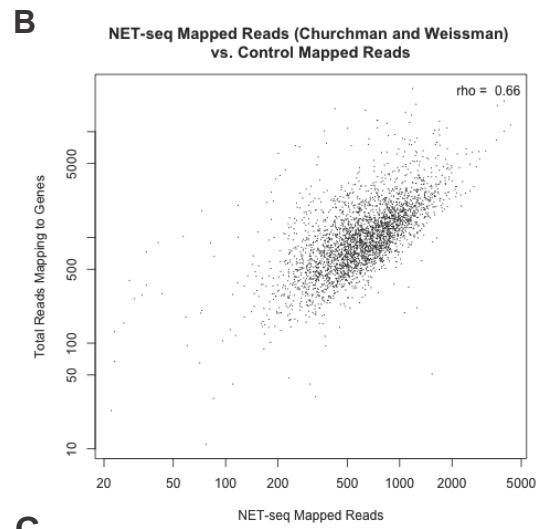 B
NET-seq Mapped Reads (Churchman and Weissman)
vs. Control Mapped Reads
rho = 0.66
Total Reads Mapping to Genes
5000
500
100
50
10
20 50 100 200 500 1000 2000 5000
NET-seq Mapped Reads
C